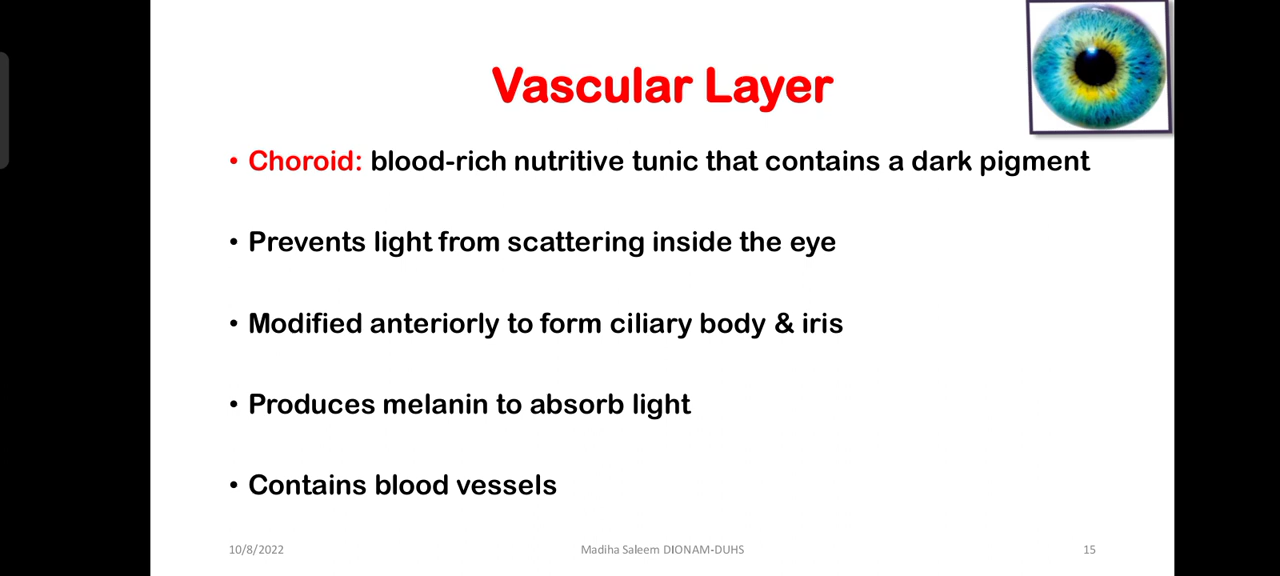 Vascular Layer
• Choroid: blood-rich nutritive tunic that contains a dark pigment
• Prevents light from scattering inside the eye
• Modified anteriorly to form ciliary body & iris
• Produces melanin to absorb light
• Contains blood vessels
10/8/2022 Madiha Saleem DIONAM-DUHS 15